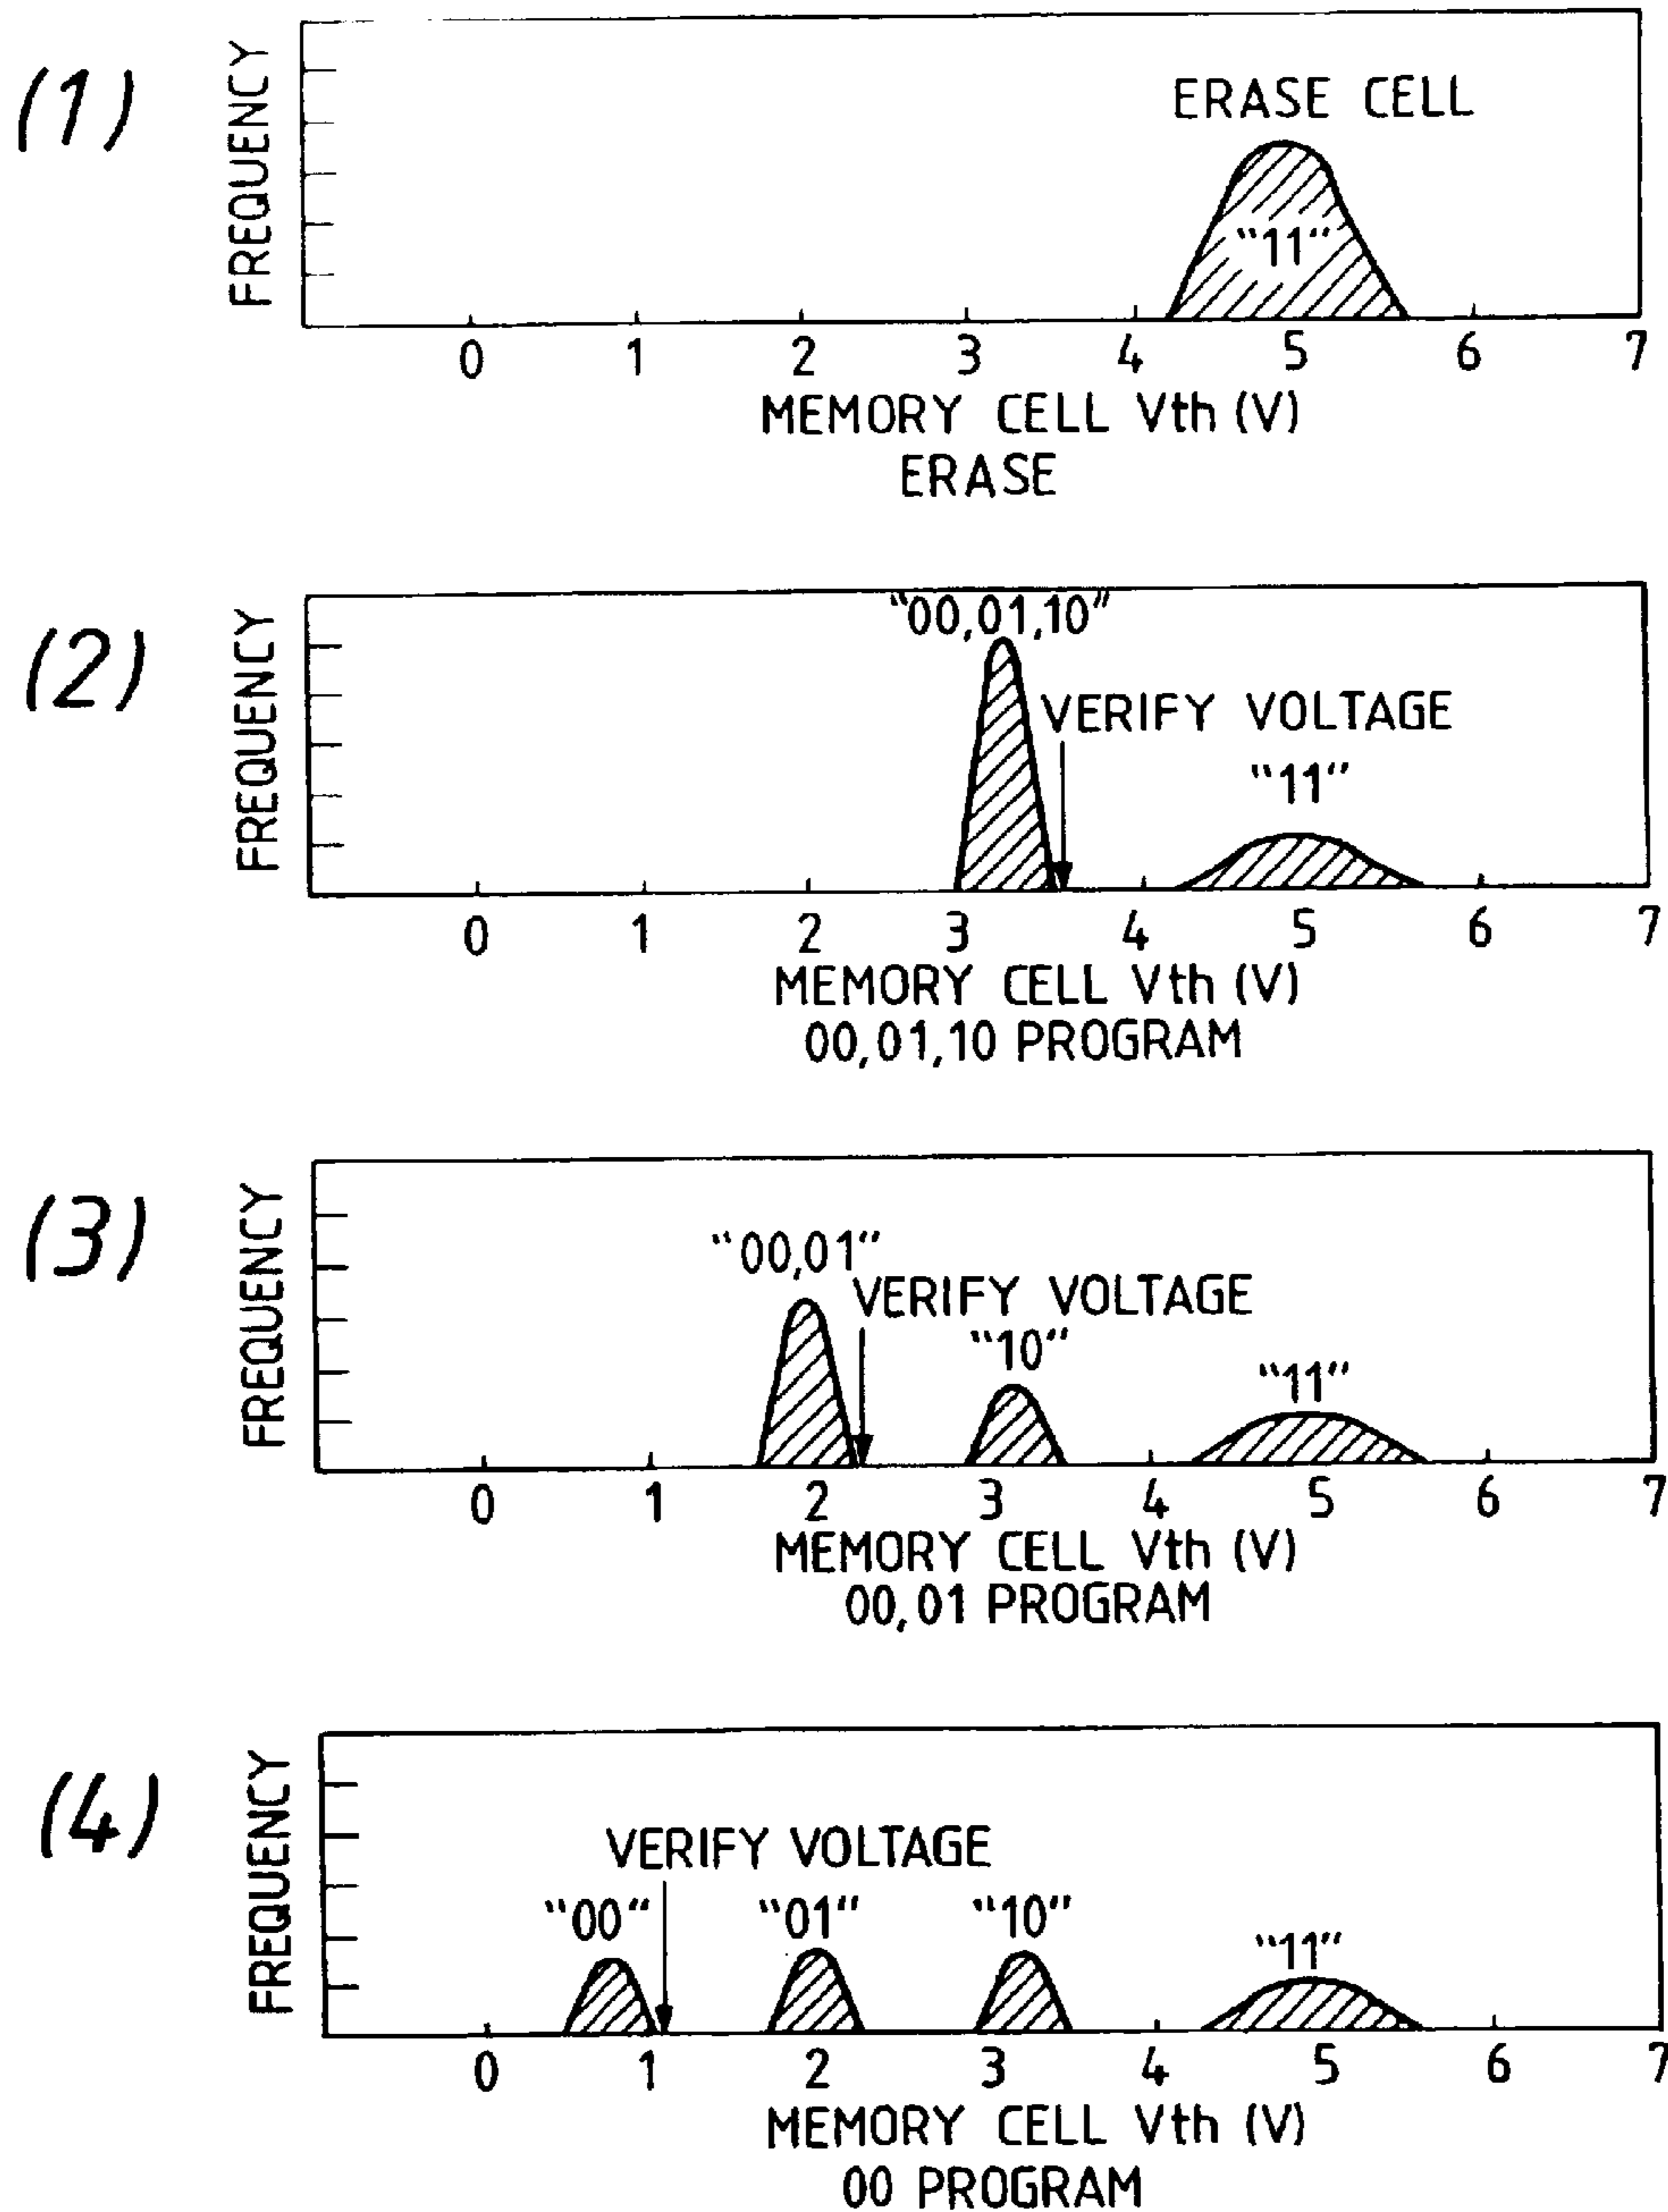 (1)
FREQUENCY
ERASE CELL
"11"
0 1 2 3 4 5 6 7
MEMORY CELL Vth (V)
ERASE
(2)
FREQUENCY
"00,01,10"
VERIFY VOLTAGE
"11"
0 1 2 3 4 5 6 7
MEMORY CELL Vth (V)
00,01,10 PROGRAM
(3)
FREQUENCY
"00,01"
VERIFY VOLTAGE
"10"
"11"
0 1 2 3 4 5 6 7
MEMORY CELL Vth (V)
00,01 PROGRAM
(4)
FREQUENCY
VERIFY VOLTAGE
"00" "01" "10" "11"
0 1 2 3 4 5 6 7
MEMORY CELL Vth (V)
00 PROGRAM